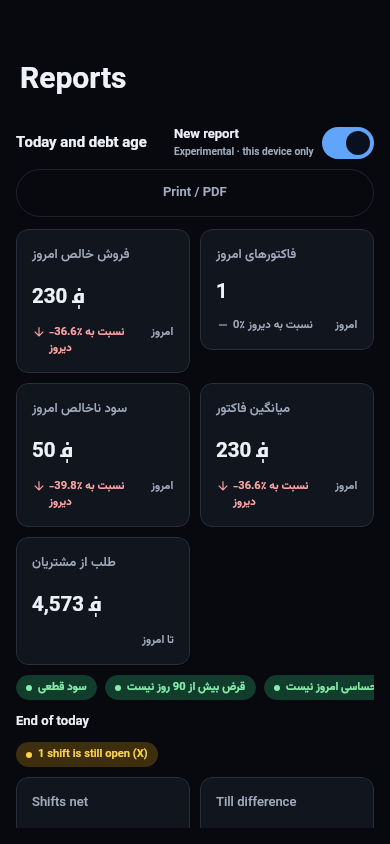 Reports
Today and debt age
New report
Experimental · this device only
Print / PDF
فروش خالص امروز
230 ؋
↓ −36.6٪ نسبت به دیروز
امروز
فاکتورهای امروز
1
— 0٪ نسبت به دیروز
امروز
سود ناخالص امروز
50 ؋
↓ −39.8٪ نسبت به دیروز
امروز
میانگین فاکتور
230 ؋
↓ −36.6٪ نسبت به دیروز
امروز
طلب از مشتریان
4,573 ؋
تا امروز
سود قطعی
قرض بیش از 90 روز نیست
حساسی امروز نیست
End of today
1 shift is still open (X)
Shifts net
Till difference